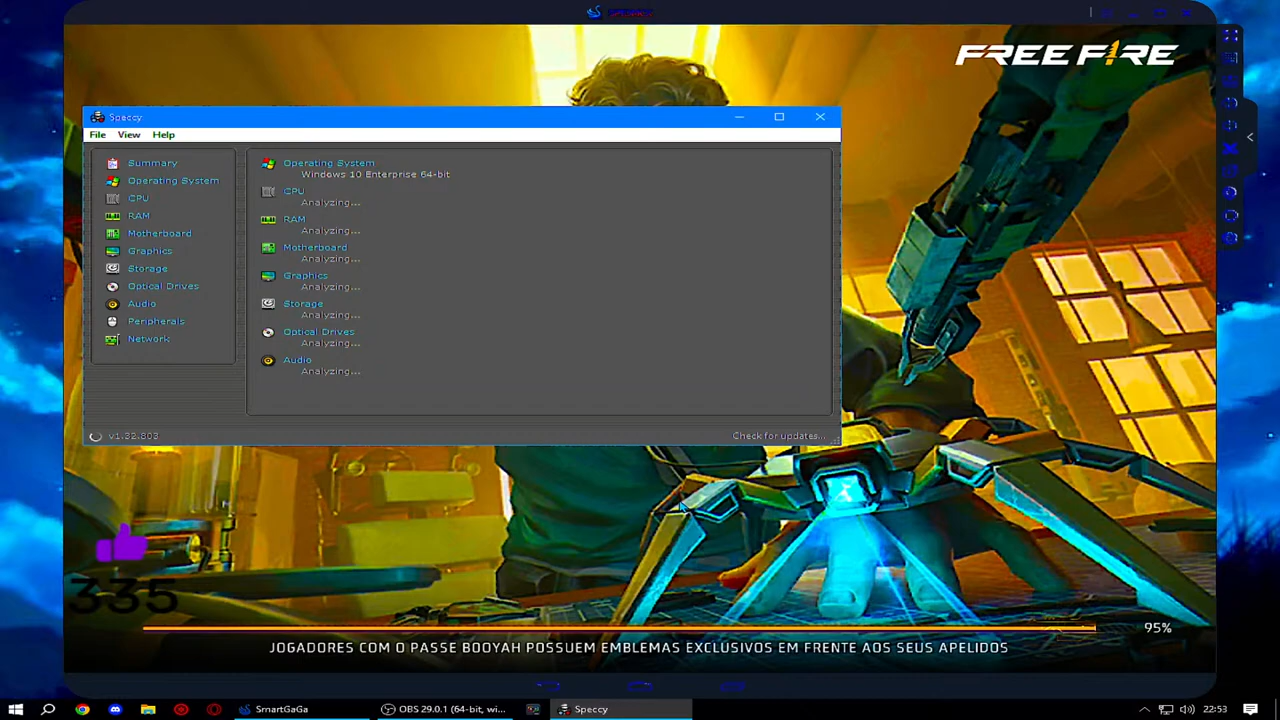 FREE FIRE
Speccy
File View Help
Summary
Operating System
CPU
RAM
Motherboard
Graphics
Storage
Optical Drives
Audio
Peripherals
Network
Operating System
Windows 10 Enterprise 64-bit
CPU
Analyzing...
RAM
Analyzing...
Motherboard
Analyzing...
Graphics
Analyzing...
Storage
Analyzing...
Optical Drives
Analyzing...
Audio
Analyzing...
v1.32.803
Check for updates...
335
95%
JOGADORES COM O PASSE BOOYAH POSSUEM EMBLEMAS EXCLUSIVOS EM FRENTE AOS SEUS APELIDOS
SmartGaGa
OBS 29.0.1 (64-bit, wi...
Speccy
22:53